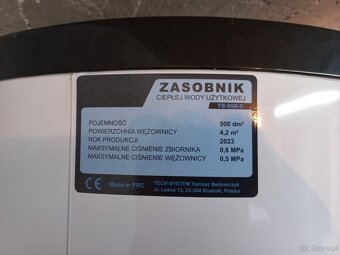 ZASOBNIK
CIEPŁEJ WODY UŻYTKOWEJ
TS-500-C
POJEMNOŚĆ 500 dm³
POWIERZCHNIA WĘŻOWNICY 4,2 m²
ROK PRODUKCJI 2023
MAKSYMALNE CIŚNIENIE ZBIORNIKA 0,6 MPa
MAKSYMALNE CIŚNIENIE WĘŻOWNICY 0,5 MPa
CE Made in PRC
TECH-SYSTEM Tomasz Bednarczyk
ul. Leśna 13, 23-204 Kraśnik, Polska